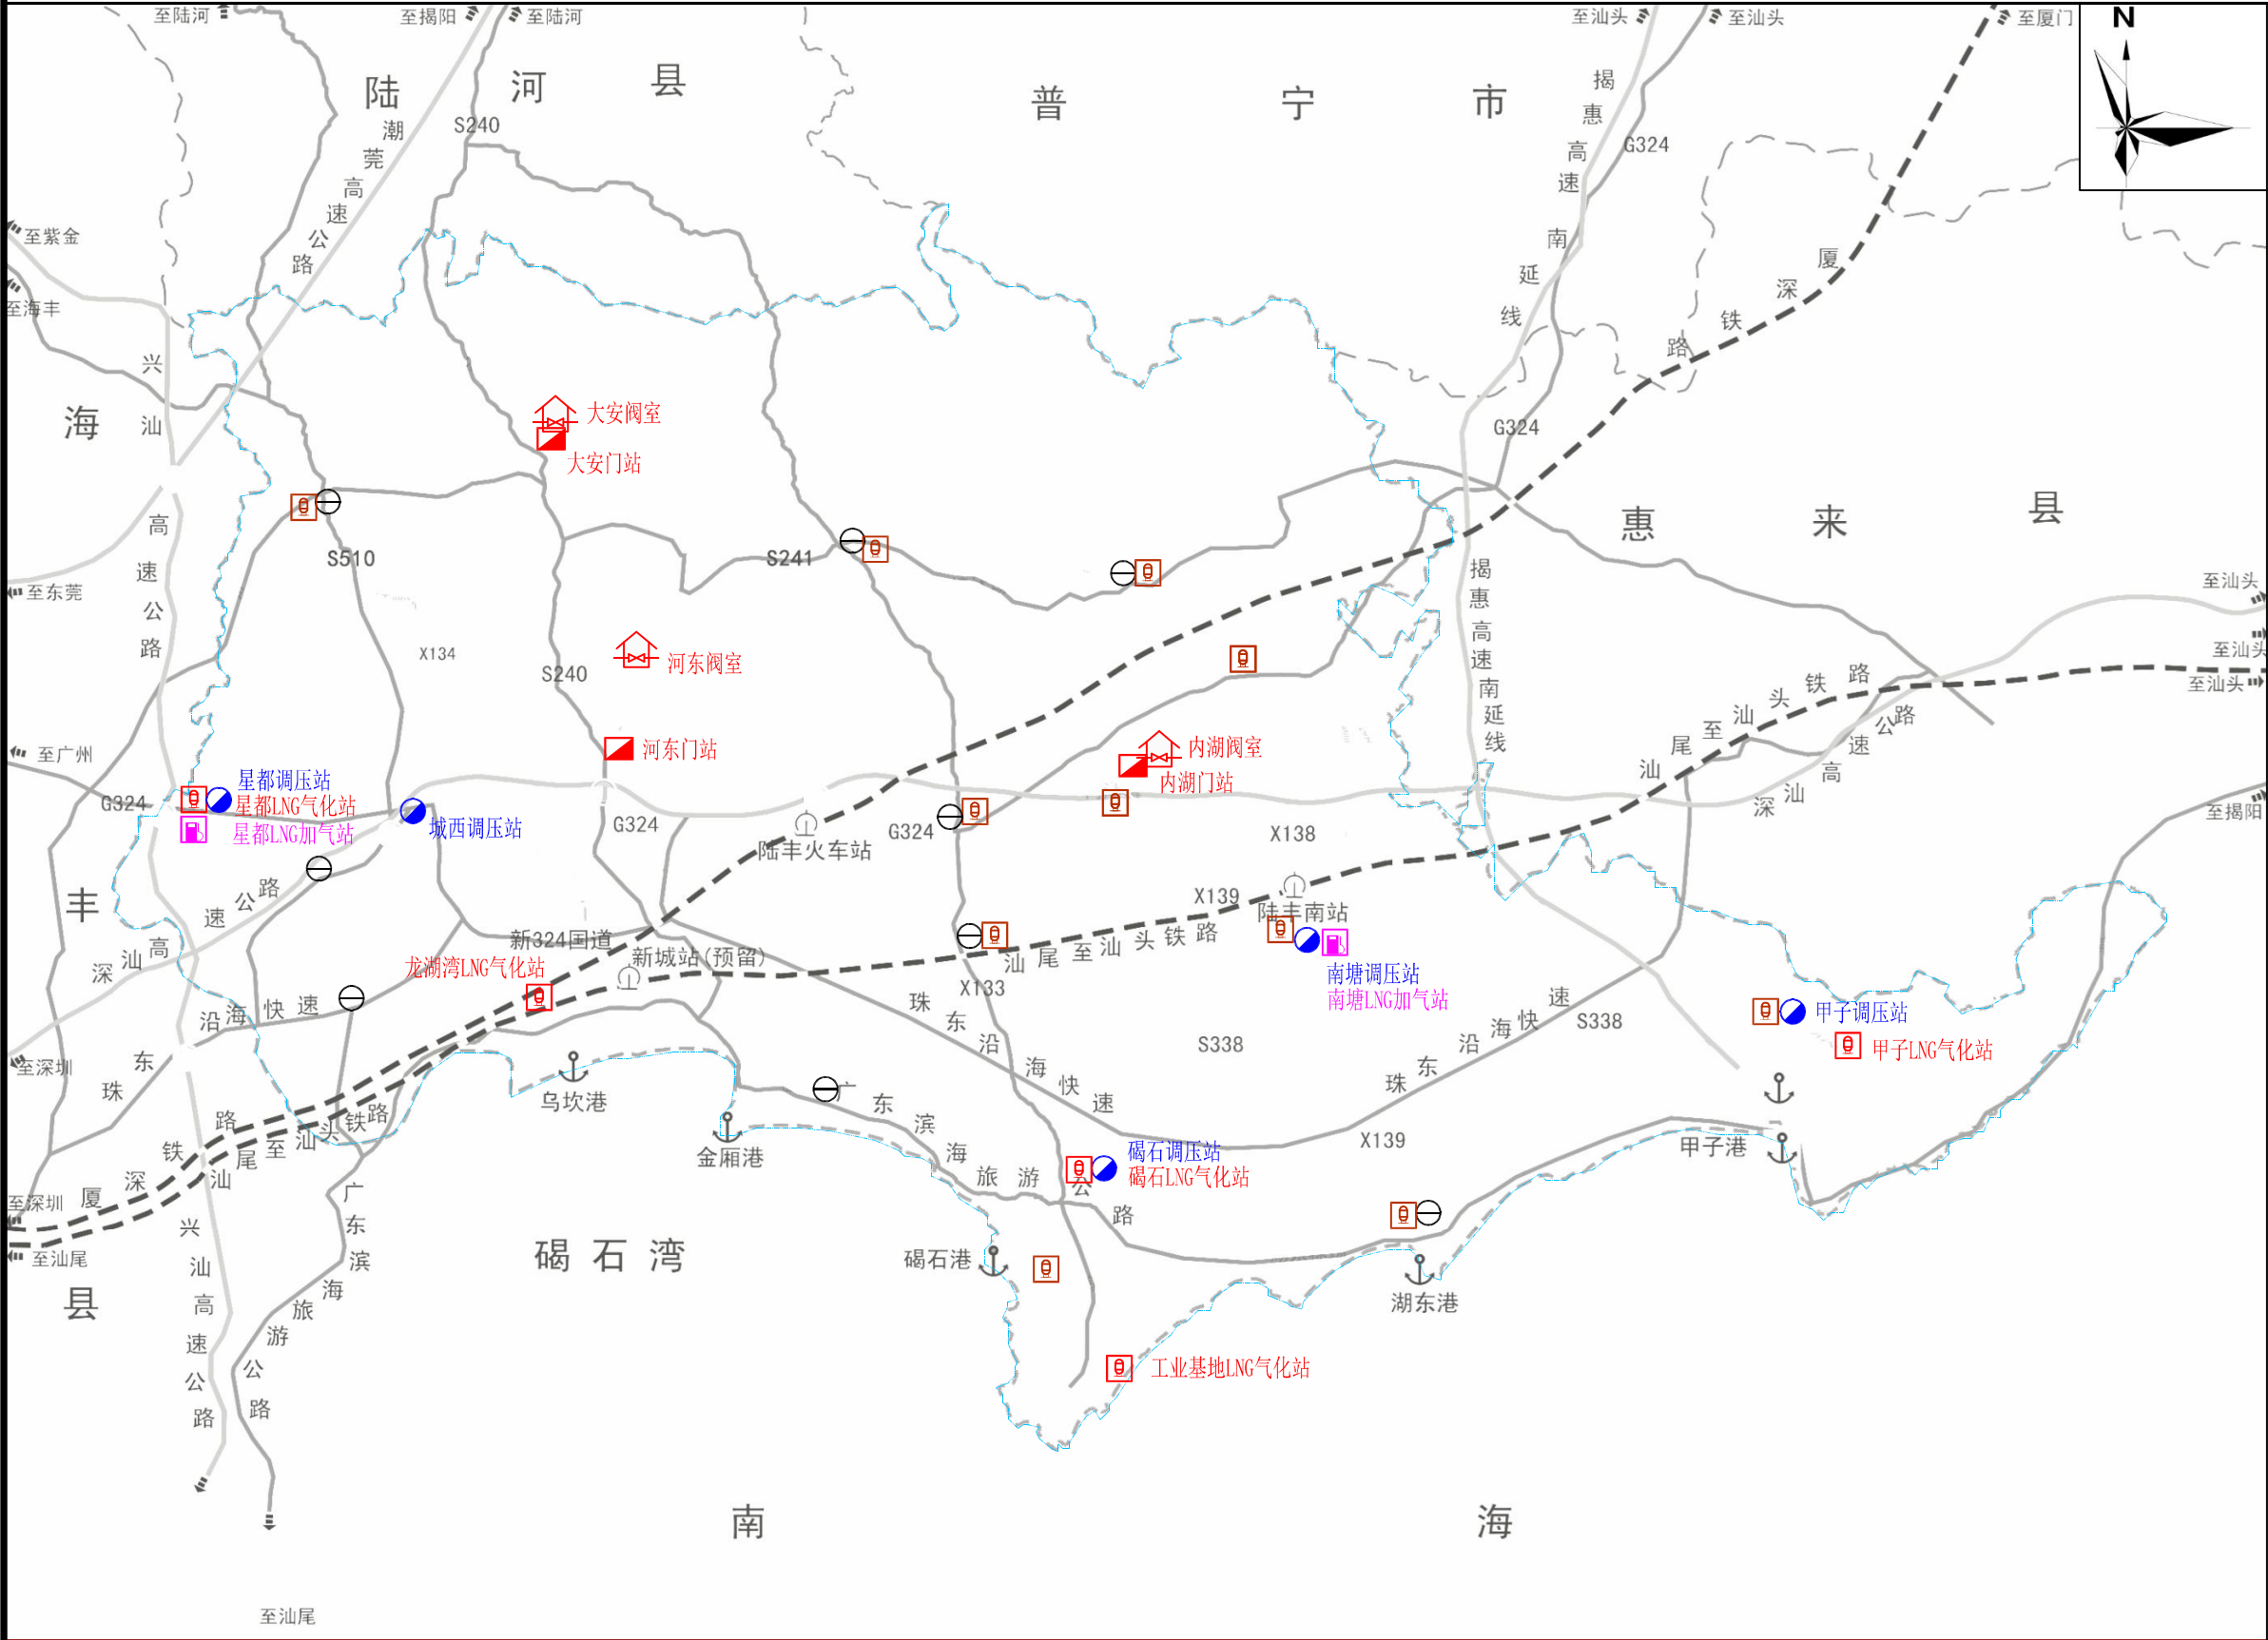 至陆河
至揭阳
至陆河
至汕头
至汕头
至厦门
N
陆河县
普宁市
潮莞高速公路
S240
揭惠高速南延线
G324
至紫金
至海丰
厦深铁路
兴汕高速公路
海丰县
大安阀室
大安门站
G324
惠来县
S510
S241
揭惠高速南延线
至东莞
至汕头
至汕头
至汕头
X134
S240
河东阀室
河东门站
内湖阀室
内湖门站
汕尾至汕头铁路
深汕高速公路
至广州
星都调压站
星都LNG气化站
星都LNG加气站
G324
城西调压站
G324
陆丰火车站
G324
X138
至揭阳
深汕高速公路
新324国道
新城站(预留)
龙湖湾LNG气化站
X139
陆丰南站
汕尾至汕头铁路
南塘调压站
南塘LNG加气站
X133
珠东沿海快速
珠东沿海快速
S338
S338
珠东沿海快速
甲子调压站
甲子LNG气化站
至深圳
乌坎港
金厢港
广东滨海旅游公路
碣石调压站
碣石LNG气化站
X139
甲子港
厦深铁路
汕尾至汕头铁路
至深圳
至汕尾
兴汕高速公路
广东滨海旅游公路
碣石湾
碣石港
湖东港
工业基地LNG气化站
南海
至汕尾